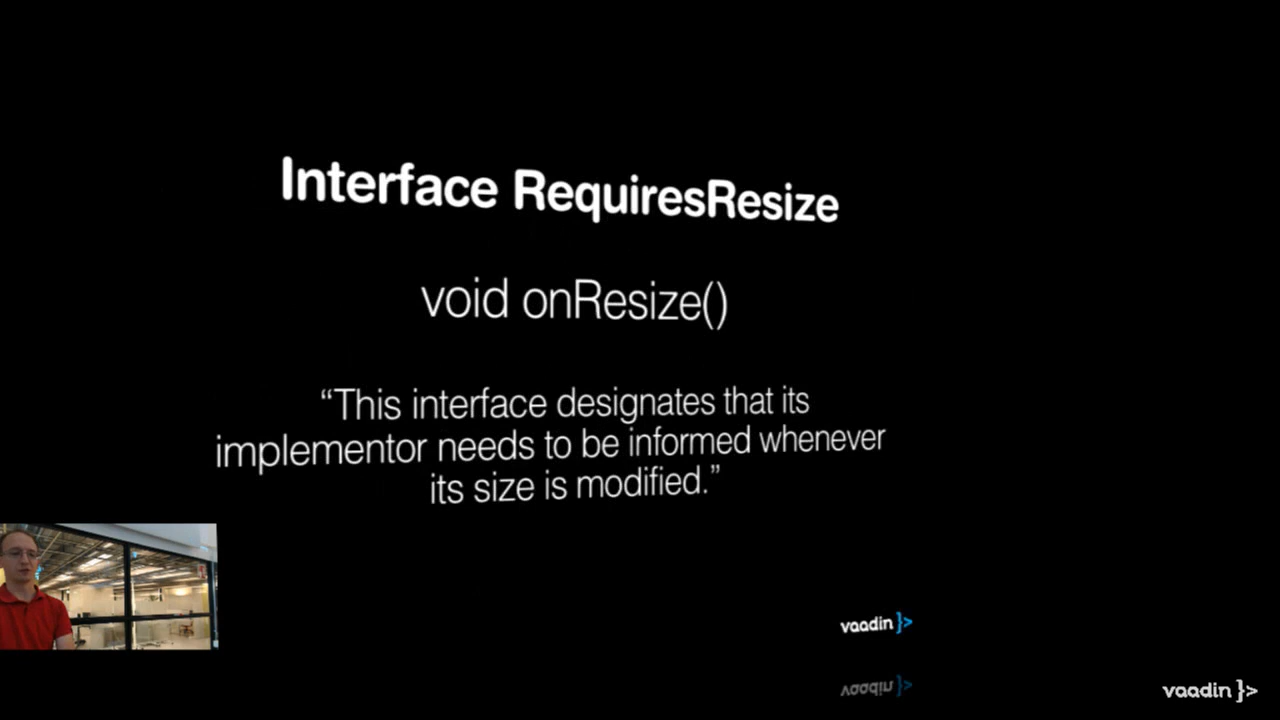 Interface RequiresResize
void onResize()
“This interface designates that its
implementor needs to be informed whenever
its size is modified.”
vaadin }>
vaadin }>
vaadin }>